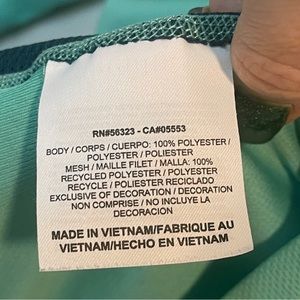 RN#56323 - CA#05553
BODY / CORPS / CUERPO: 100% POLYESTER /
POLYESTER / POLIESTER
MESH / MAILLE FILET / MALLA: 100%
RECYCLED POLYESTER / POLYESTER
RECYCLE / POLIESTER RECICLADO
EXCLUSIVE OF DECORATION / DECORATION
NON COMPRISE / NO INCLUYE LA
DECORACION
MADE IN VIETNAM/FABRIQUE AU
VIETNAM/HECHO EN VIETNAM